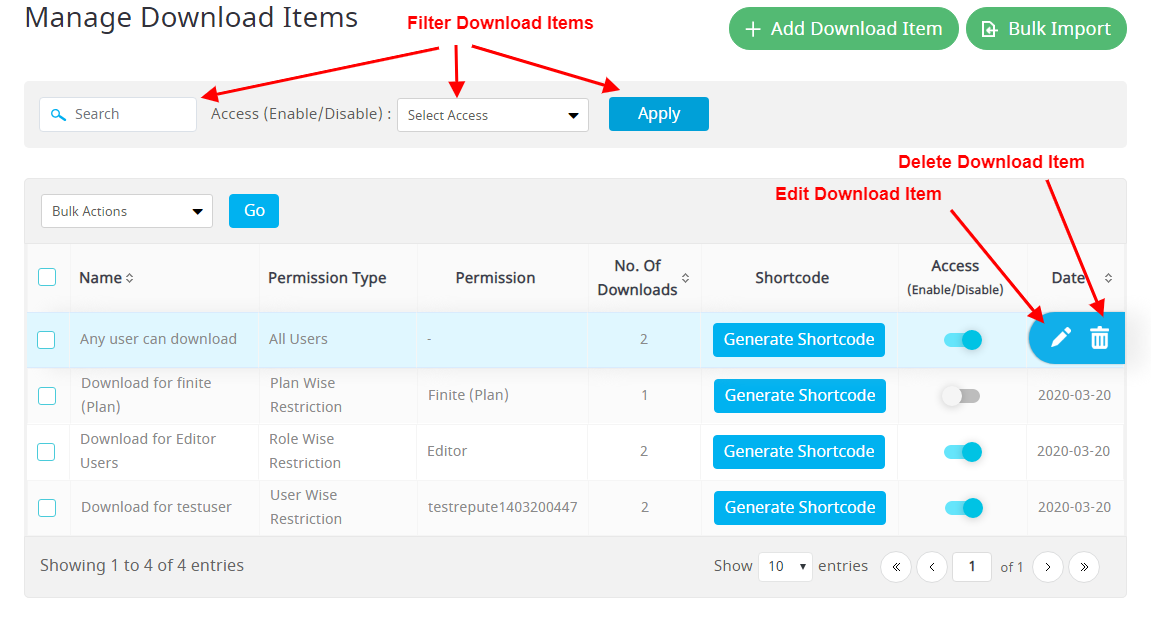 Manage Download Items
Filter Download Items
Add Download Item
Bulk Import
Search
Access (Enable/Disable) :
Select Access
Apply
Delete Download Item
Edit Download Item
Bulk Actions
Go
Name
Permission Type
Permission
No. Of
Downloads
Shortcode
Access
(Enable/Disable)
Date
Any user can download
All Users
-
2
Generate Shortcode
Download for finite
(Plan)
Plan Wise
Restriction
Finite (Plan)
1
Generate Shortcode
2020-03-20
Download for Editor
Users
Role Wise
Restriction
Editor
2
Generate Shortcode
2020-03-20
Download for testuser
User Wise
Restriction
testrepute1403200447
2
Generate Shortcode
2020-03-20
Showing 1 to 4 of 4 entries
Show 10 entries
« ‹ 1 of 1 › »